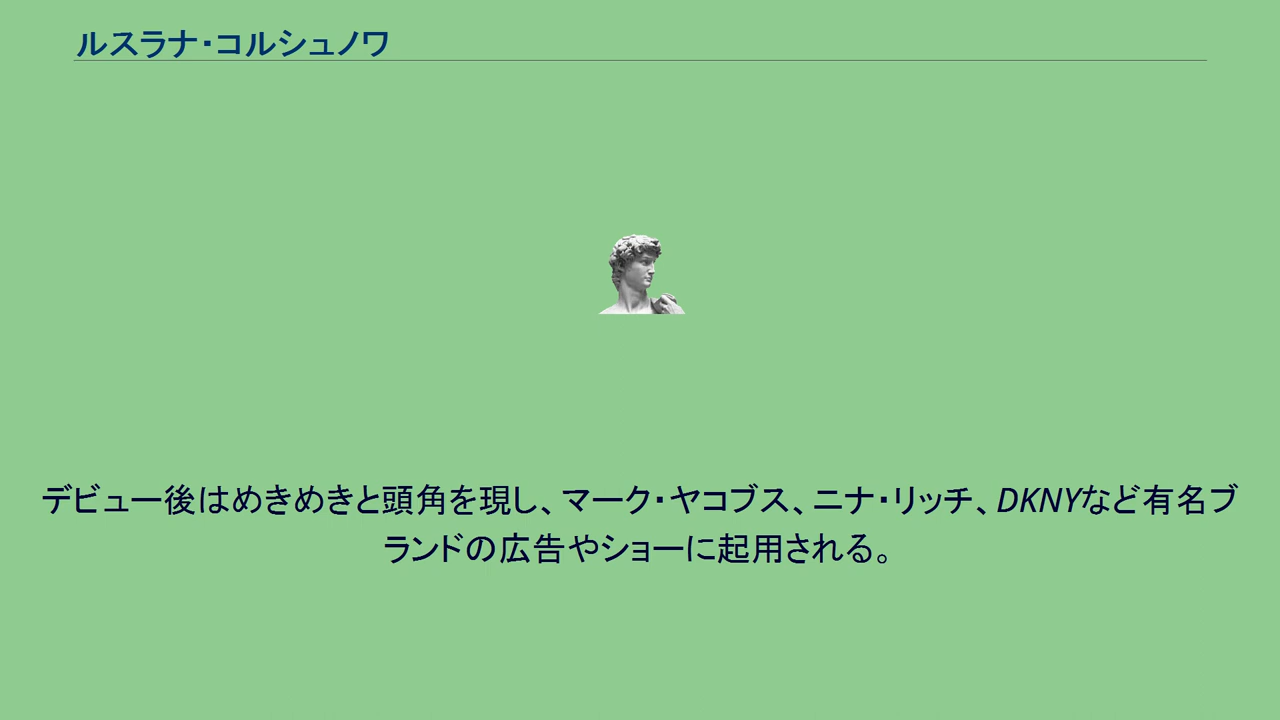 ルスラナ・コルシュノワ
デビュー後はめきめきと頭角を現し、マーク・ヤコブス、ニナ・リッチ、DKNYなど有名ブ
ランドの広告やショーに起用される。